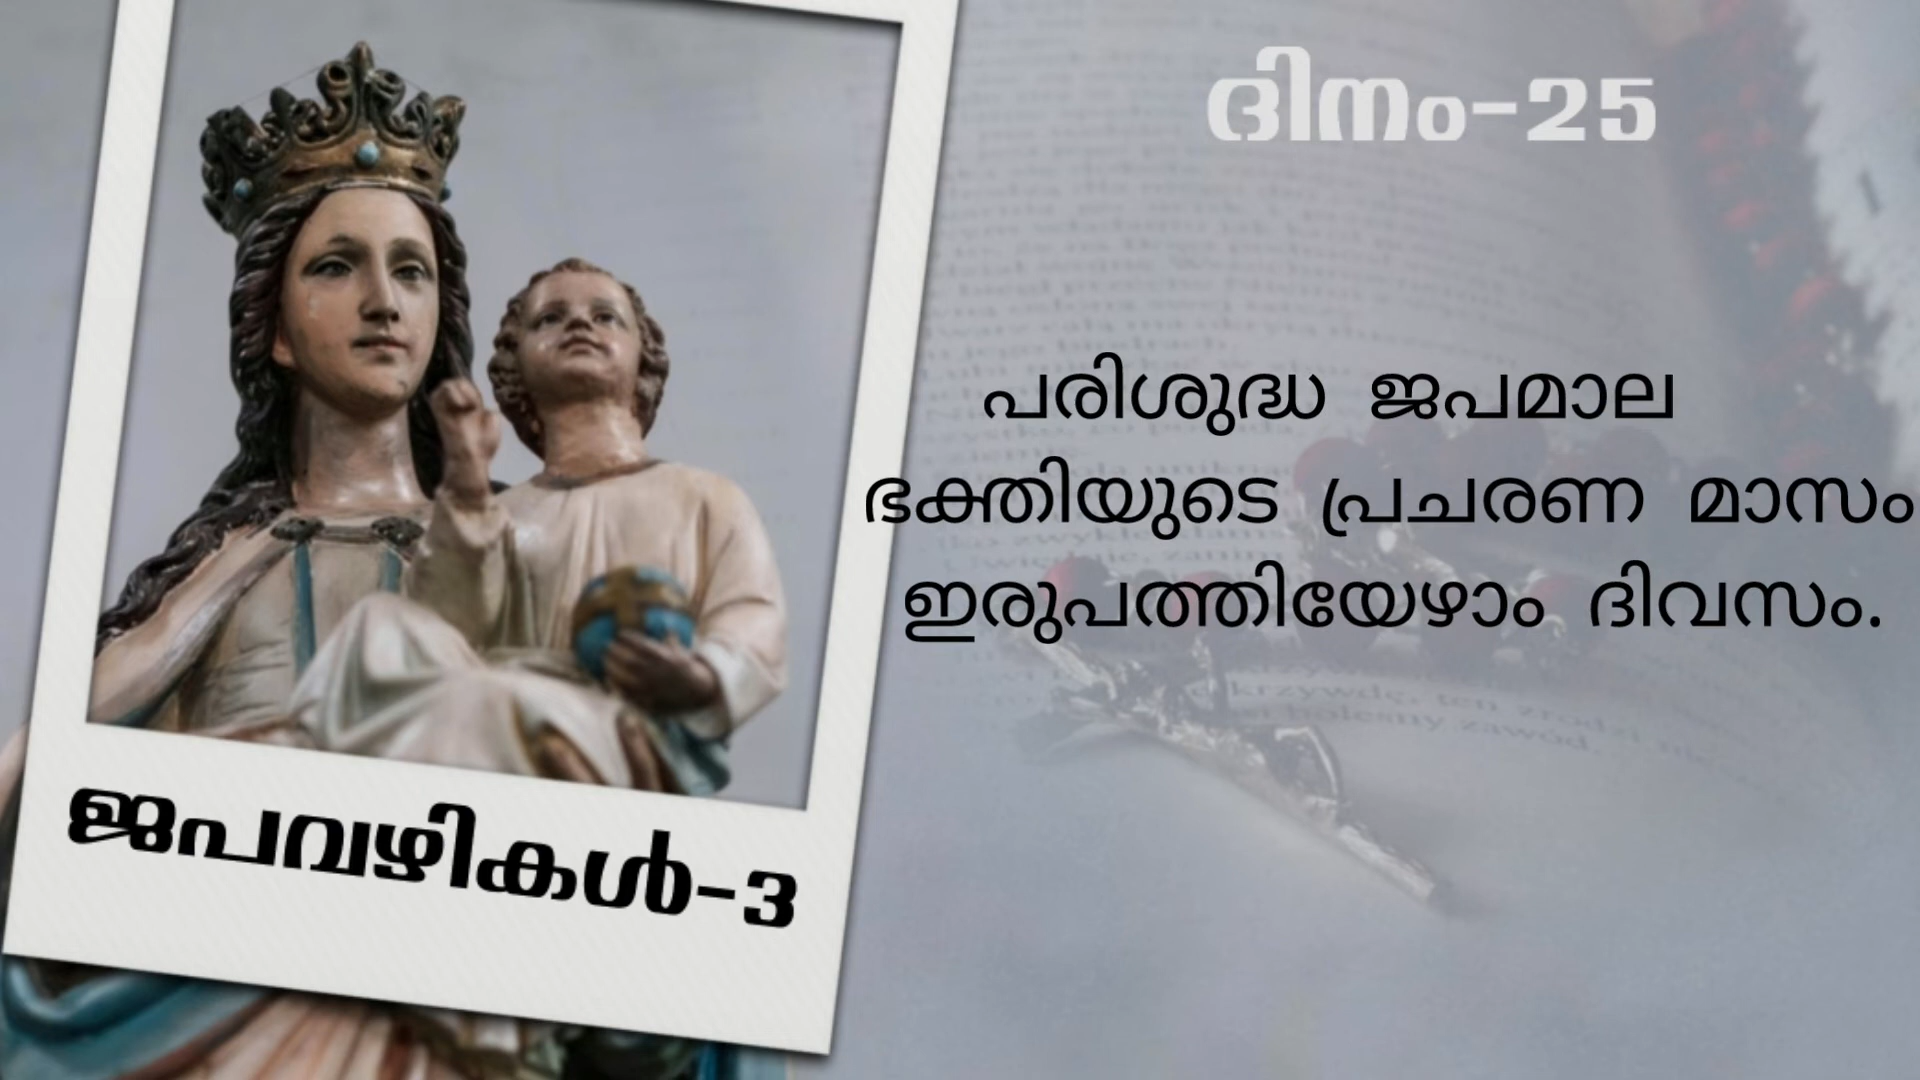 ദിനം-25
പരിശുദ്ധ ജപമാല
ഭക്തിയുടെ പ്രചരണ മാസം
ഇരുപത്തിയേഴാം ദിവസം.
ജപവഴികൾ-3